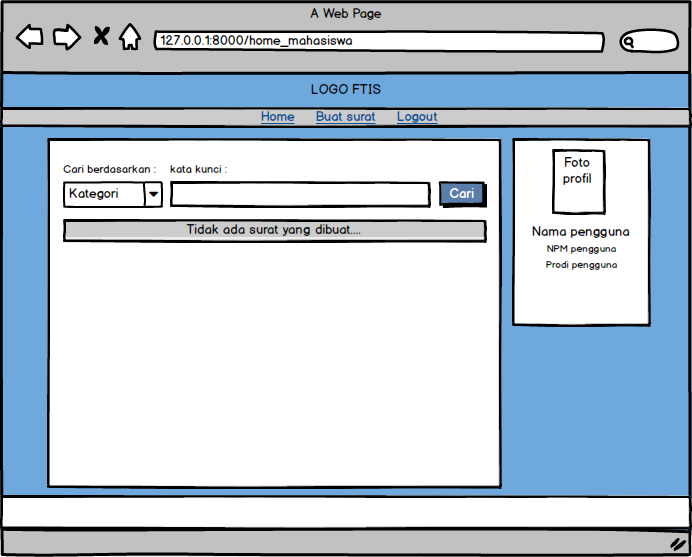 A Web Page
127.0.0.1:8000/home_mahasiswa
LOGO FTIS
Home Buat surat Logout
Cari berdasarkan : kata kunci :
Kategori Cari
Tidak ada surat yang dibuat....
Foto
profil
Nama pengguna
NPM pengguna
Prodi pengguna